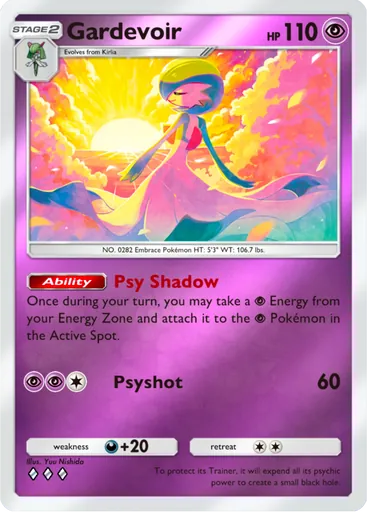 STAGE 2
Gardevoir
HP 110
Evolves from Kirlia
NO. 0282 Embrace Pokémon HT: 5'3" WT: 106.7 lbs.
Ability Psy Shadow
Once during your turn, you may take a Energy from
your Energy Zone and attach it to the Pokémon in
the Active Spot.
Psyshot 60
weakness +20 retreat
Illus. Yuu Nishida
To protect its Trainer, it will expend all its psychic
power to create a small black hole.